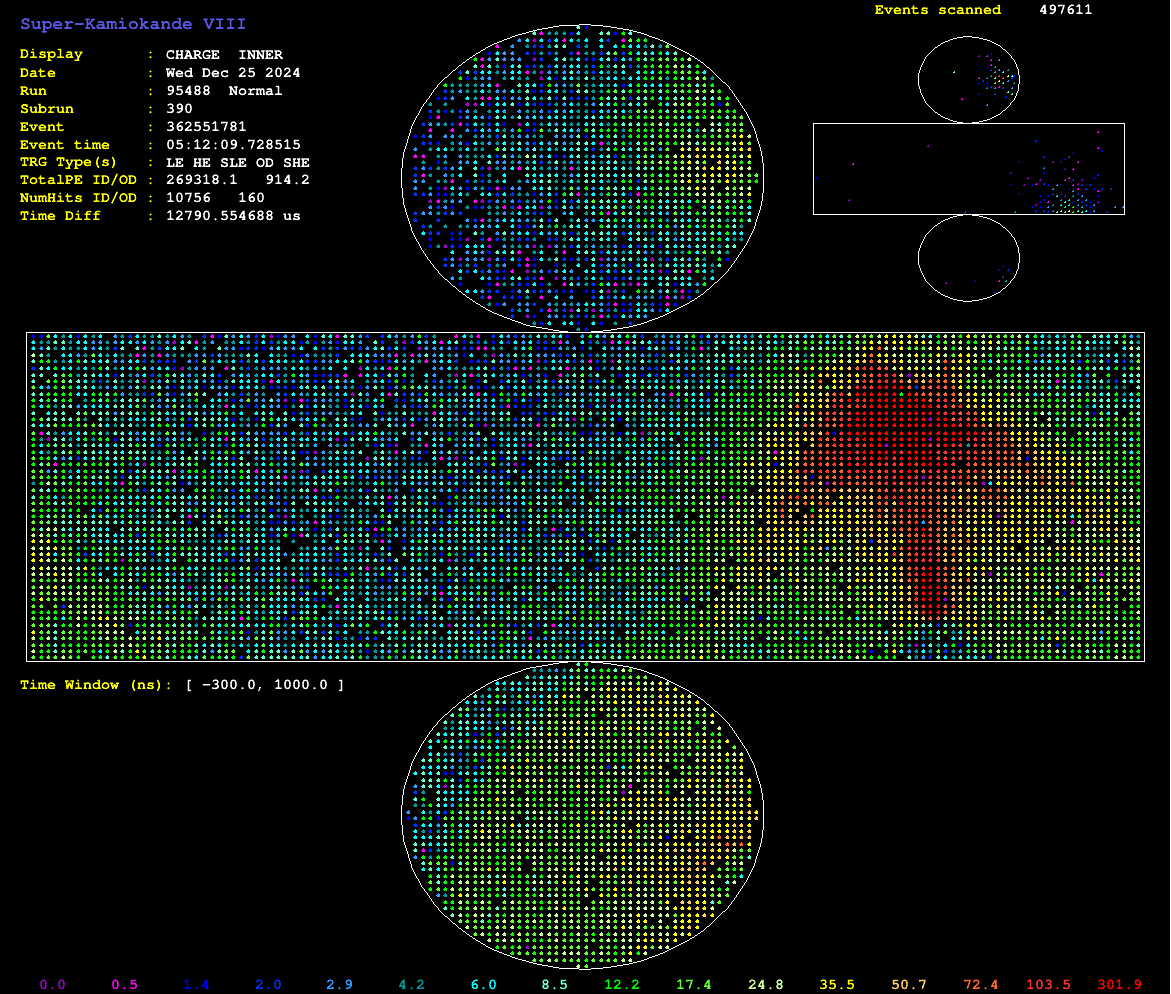 Super-Kamiokande VIII
Events scanned 497611
Display : CHARGE INNER
Date : Wed Dec 25 2024
Run : 95488 Normal
Subrun : 390
Event : 362551781
Event time : 05:12:09.728515
TRG Type(s) : LE HE SLE OD SHE
TotalPE ID/OD : 269318.1 914.2
NumHits ID/OD : 10756 160
Time Diff : 12790.554688 us
Time Window (ns): [ −300.0, 1000.0 ]
0.0 0.5 1.4 2.0 2.9 4.2 6.0 8.5 12.2 17.4 24.8 35.5 50.7 72.4 103.5 301.9